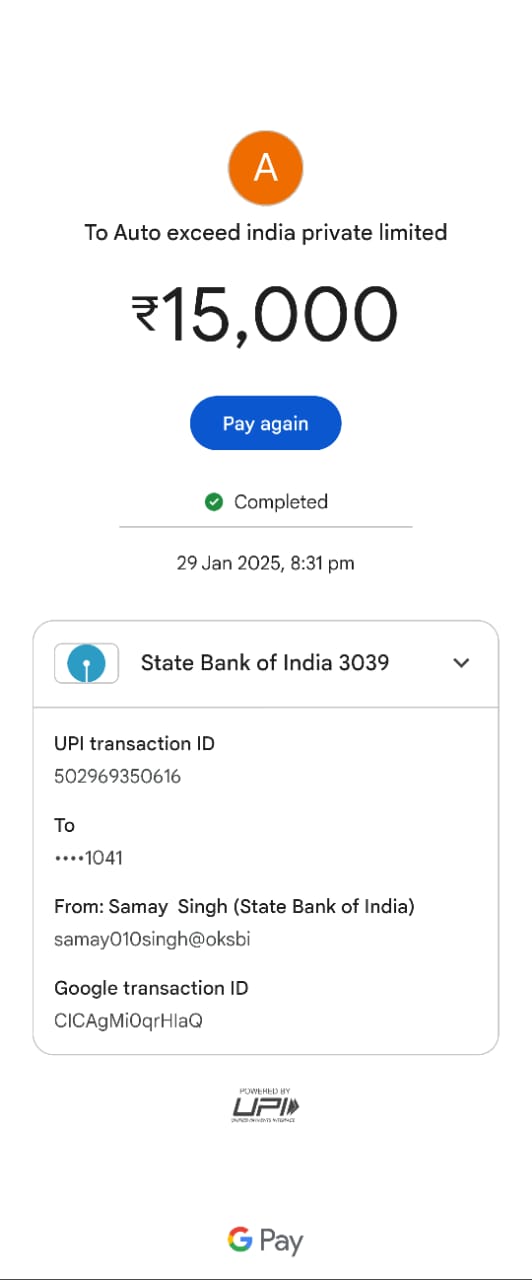 A
To Auto exceed india private limited
₹15,000
Pay again
Completed
29 Jan 2025, 8:31 pm
State Bank of India 3039
UPI transaction ID
502969350616
To
••••1041
From: Samay Singh (State Bank of India)
samay010singh@oksbi
Google transaction ID
CICAgMi0qrHIaQ
POWERED BY
UPI
UNIFIED PAYMENTS INTERFACE
G Pay